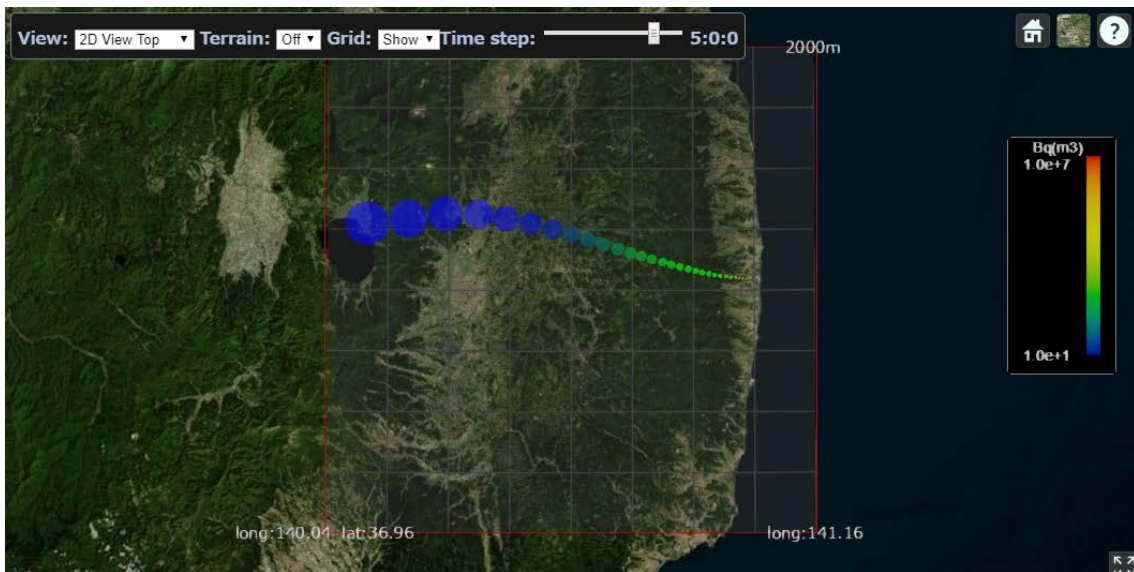 View: 2D View Top Terrain: Off Grid: Show Time step: 5:0:0
?
2000m
Bq(m3)
1.0e+7
1.0e+1
long:140.04 lat:36.96
long:141.16